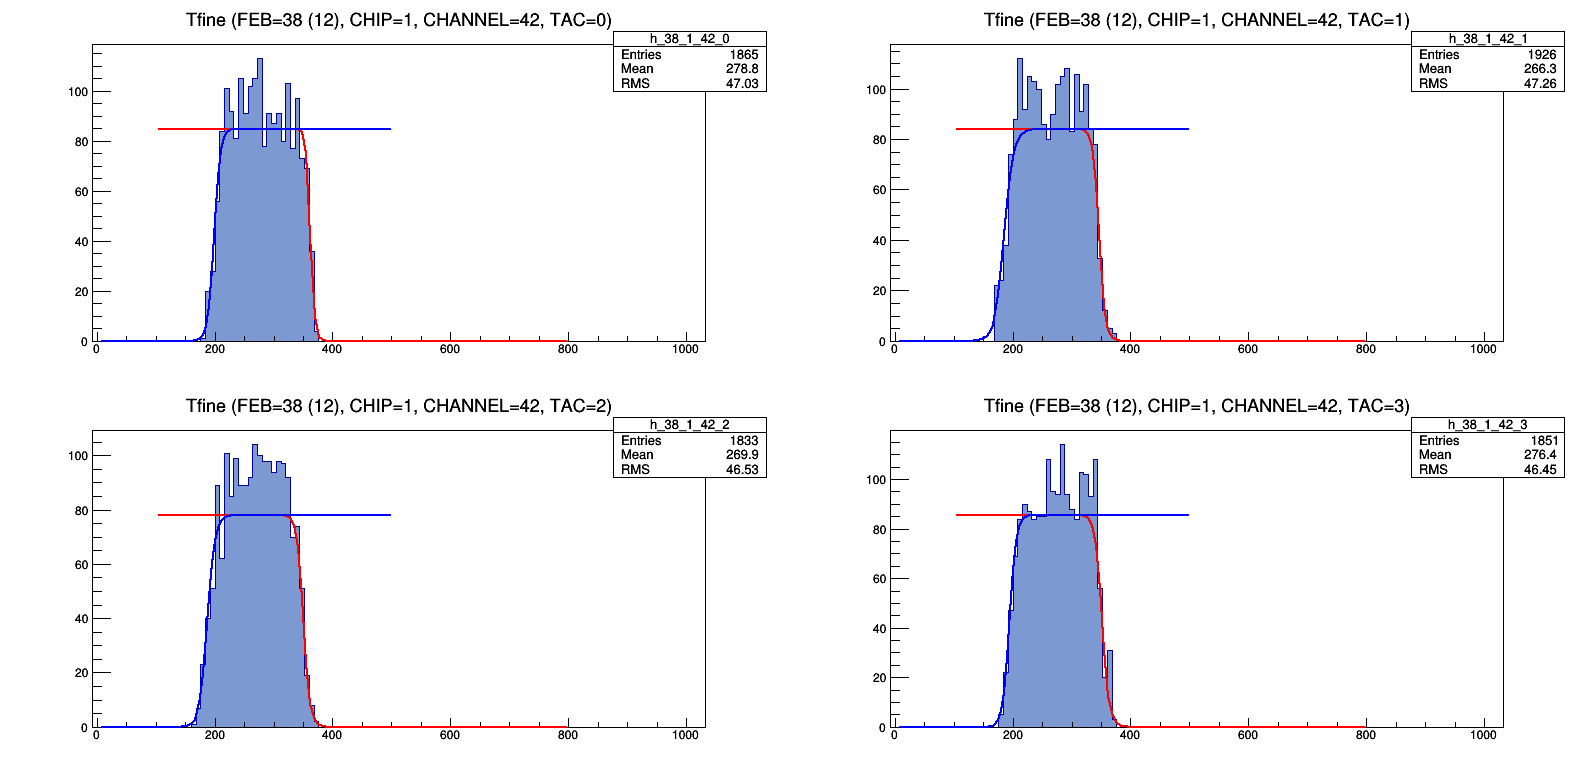 Tfine (FEB=38 (12), CHIP=1, CHANNEL=42, TAC=0)
h_38_1_42_0
Entries 1865
Mean 278.8
RMS 47.03
100
80
60
40
20
0
0 200 400 600 800 1000
Tfine (FEB=38 (12), CHIP=1, CHANNEL=42, TAC=1)
h_38_1_42_1
Entries 1926
Mean 266.3
RMS 47.26
100
80
60
40
20
0
0 200 400 600 800 1000
Tfine (FEB=38 (12), CHIP=1, CHANNEL=42, TAC=2)
h_38_1_42_2
Entries 1833
Mean 269.9
RMS 46.53
100
80
60
40
20
0
0 200 400 600 800 1000
Tfine (FEB=38 (12), CHIP=1, CHANNEL=42, TAC=3)
h_38_1_42_3
Entries 1851
Mean 276.4
RMS 46.45
100
80
60
40
20
0
0 200 400 600 800 1000